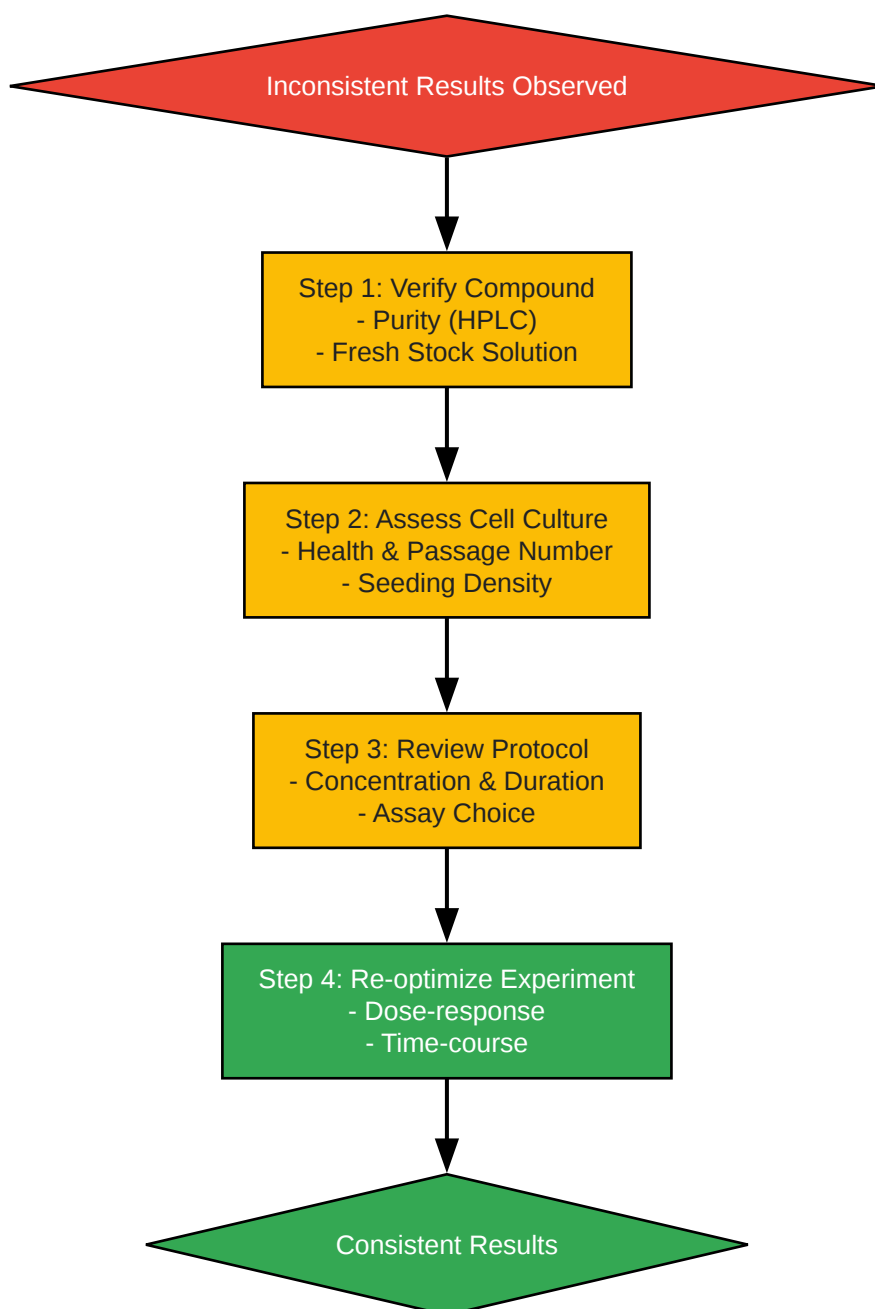 Inconsistent Results Observed
Step 1: Verify Compound
- Purity (HPLC)
- Fresh Stock Solution
Step 2: Assess Cell Culture
- Health & Passage Number
- Seeding Density
Step 3: Review Protocol
- Concentration & Duration
- Assay Choice
Step 4: Re-optimize Experiment
- Dose-response
- Time-course
Consistent Results